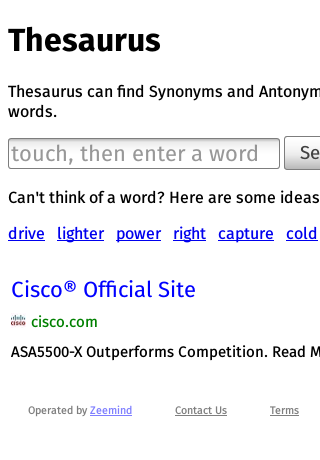 Thesaurus
Thesaurus can find Synonyms and Antonym
words.
touch, then enter a word Se
Can't think of a word? Here are some ideas
drive lighter power right capture cold
Cisco® Official Site
cisco.com
ASA5500-X Outperforms Competition. Read M
Operated by Zeemind Contact Us Terms